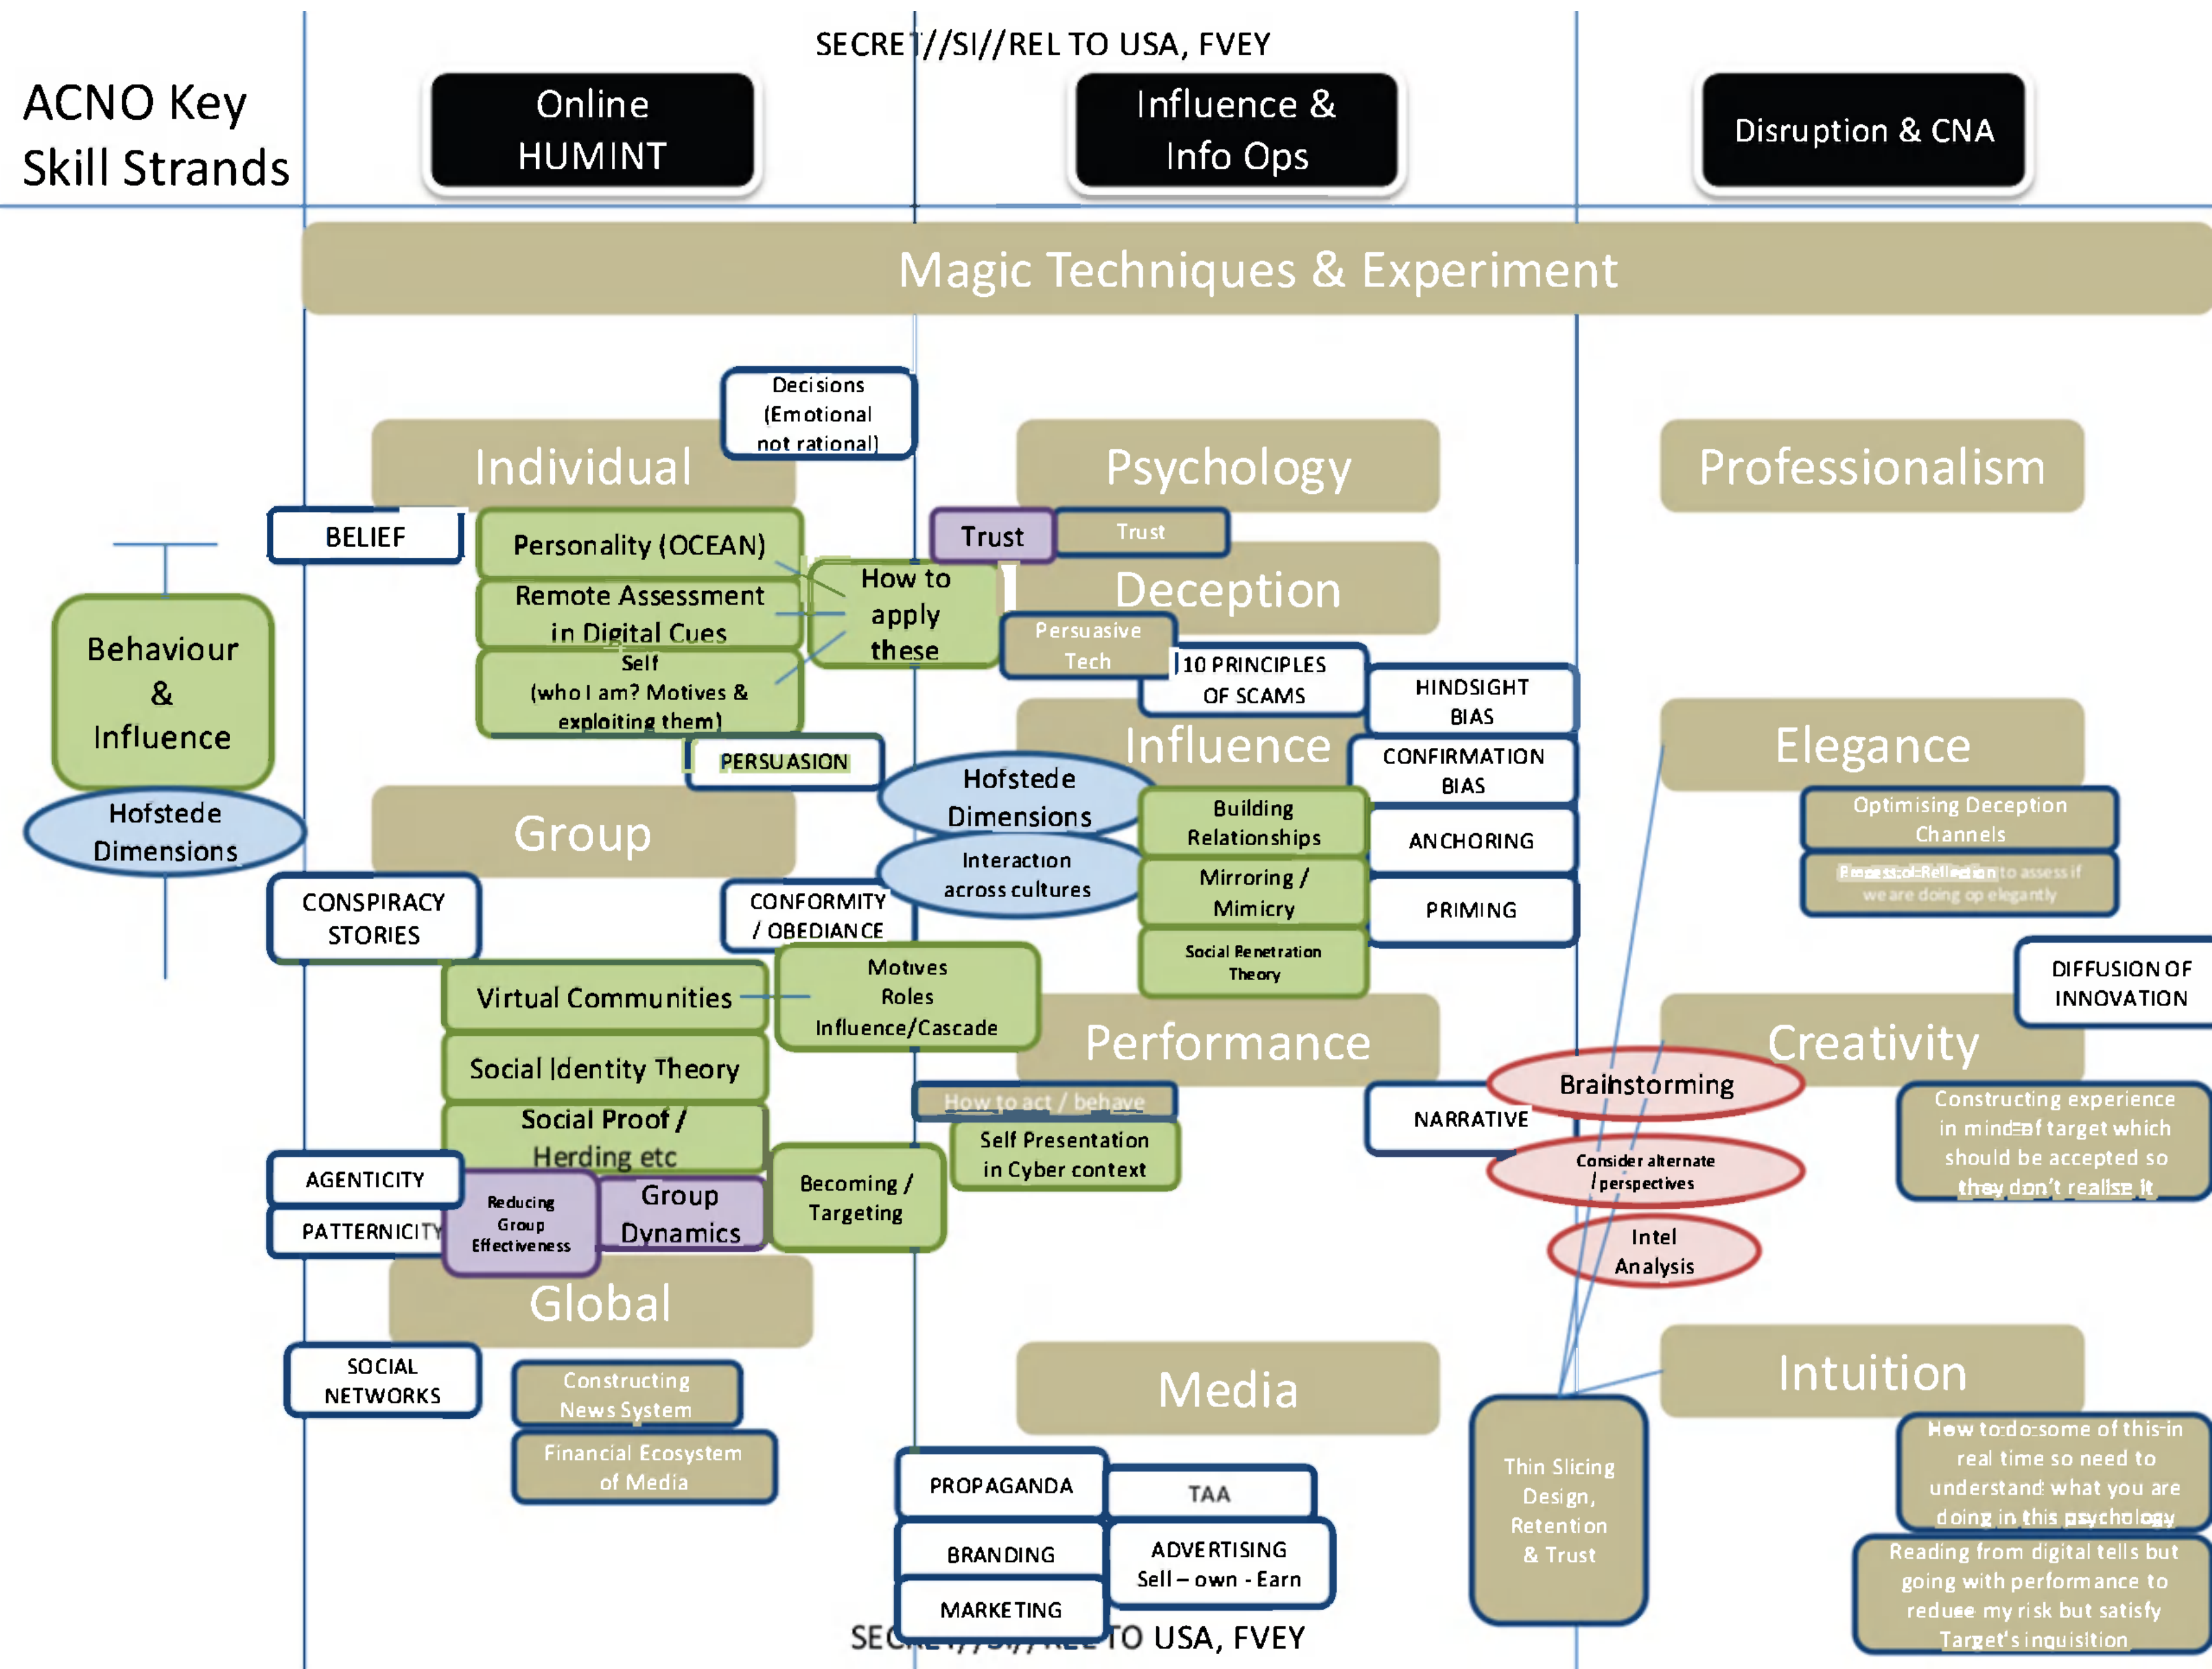 SECRET//SI//REL TO USA, FVEY
ACNO Key
Skill Strands
Online
HUMINT
Influence &
Info Ops
Disruption & CNA
Magic Techniques & Experiment
Decisions
(Emotional
not rational)
Individual
Psychology
Professionalism
BELIEF
Personality (OCEAN)
Remote Assessment
in Digital Cues
Self
(who I am? Motives &
exploiting them)
How to
apply
these
Trust
Trust
Deception
Persuasive
Tech
10 PRINCIPLES
OF SCAMS
HINDSIGHT
BIAS
Behaviour
&
Influence
Hofstede
Dimensions
PERSUASION
Influence
CONFIRMATION
BIAS
Elegance
Hofstede
Dimensions
Interaction
across cultures
Building
Relationships
Mirroring /
Mimicry
Social Penetration
Theory
ANCHORING
PRIMING
Optimising Deception
Channels
to assess if
we are doing op elegantly
Group
CONSPIRACY
STORIES
CONFORMITY
/ OBEDIANCE
Virtual Communities
Motives
Roles
Influence/Cascade
Social Identity Theory
Social Proof /
Herding etc
AGENTICITY
PATTERNICITY
Reducing
Group
Effectiveness
Group
Dynamics
Becoming /
Targeting
Performance
How to act / behave
Self Presentation
in Cyber context
NARRATIVE
DIFFUSION OF
INNOVATION
Creativity
Brainstorming
Consider alternate
/ perspectives
Intel
Analysis
Constructing experience
in mind of target which
should be accepted so
they don't realise it
Global
SOCIAL
NETWORKS
Constructing
News System
Financial Ecosystem
of Media
Media
PROPAGANDA
TAA
BRANDING
ADVERTISING
Sell – own - Earn
MARKETING
Intuition
Thin Slicing
Design,
Retention
& Trust
How to do some of this in
real time so need to
understand what you are
doing in this psychology
Reading from digital tells but
going with performance to
reduce my risk but satisfy
Target's inquisition
SECRET//SI//REL TO USA, FVEY